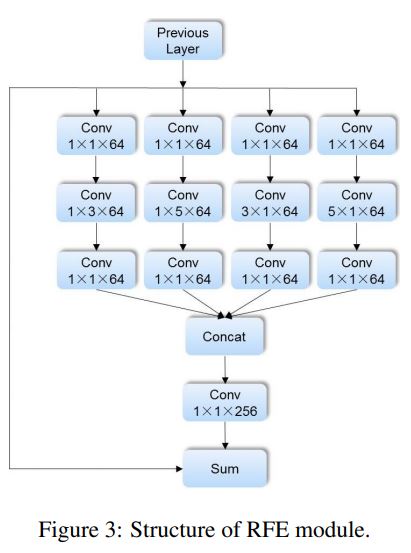 Previous
Layer
Conv
1×1×64
Conv
1×1×64
Conv
1×1×64
Conv
1×1×64
Conv
1×3×64
Conv
1×5×64
Conv
3×1×64
Conv
5×1×64
Conv
1×1×64
Conv
1×1×64
Conv
1×1×64
Conv
1×1×64
Concat
Conv
1×1×256
Sum
Figure 3: Structure of RFE module.